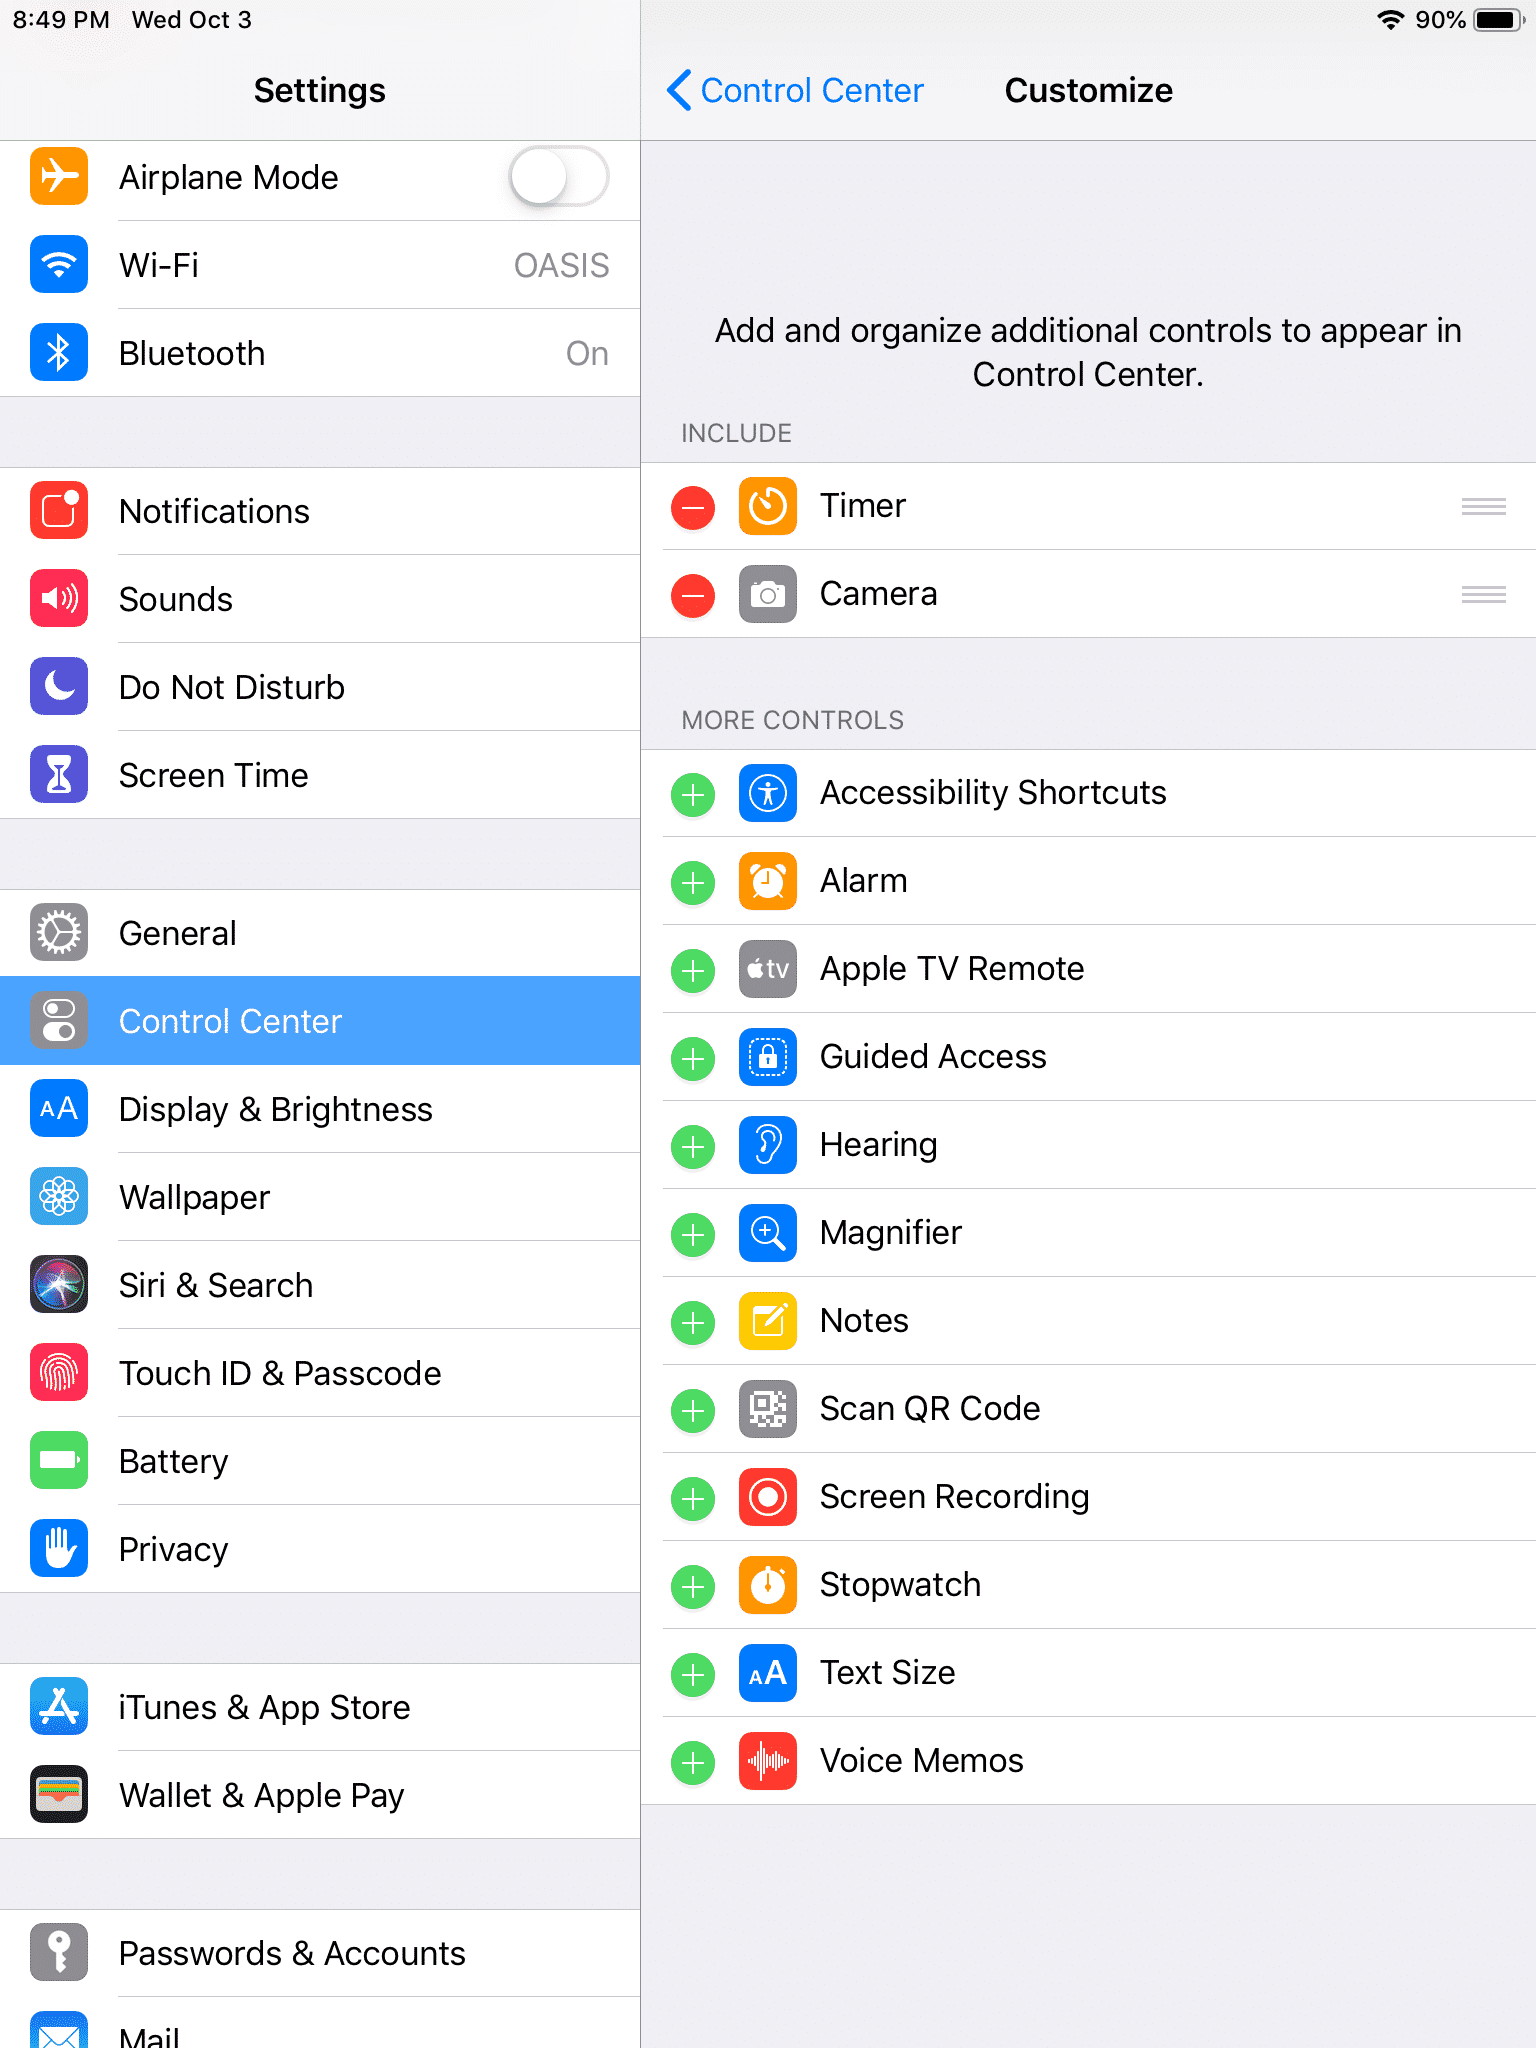 8:49 PM Wed Oct 3
90%
Settings
Airplane Mode
Wi-Fi OASIS
Bluetooth On
Notifications
Sounds
Do Not Disturb
Screen Time
General
Control Center
AA Display & Brightness
Wallpaper
Siri & Search
Touch ID & Passcode
Battery
Privacy
iTunes & App Store
Wallet & Apple Pay
Passwords & Accounts
Mail
Control Center Customize
Add and organize additional controls to appear in
Control Center.
INCLUDE
Timer
Camera
MORE CONTROLS
Accessibility Shortcuts
Alarm
tv Apple TV Remote
Guided Access
Hearing
Magnifier
Notes
Scan QR Code
Screen Recording
Stopwatch
AA Text Size
Voice Memos